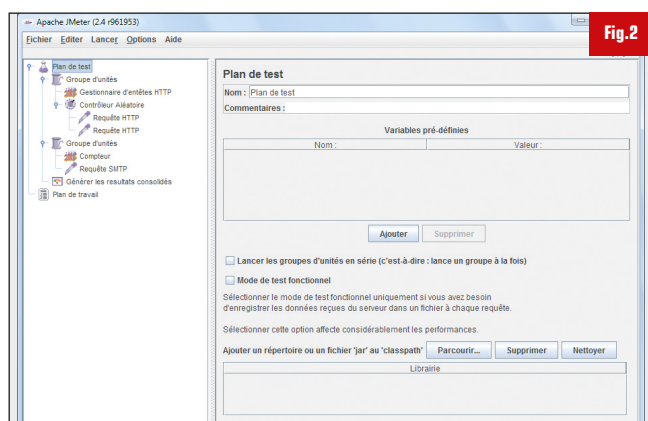 Apache JMeter (2.4 r961953)
Fig.2
Fichier Editer Lancer Options Aide
Plan de test
Groupe d'unités
Gestionnaire d'entêtes HTTP
Contrôleur Aléatoire
Requête HTTP
Requête HTTP
Groupe d'unités
Compteur
Requête SMTP
Générer les resultats consolidés
Plan de travail
Plan de test
Nom : Plan de test
Commentaires :
Variables pré-définies
Nom : Valeur :
Ajouter Supprimer
Lancer les groupes d'unités en série (c'est-à-dire : lance un groupe à la fois)
Mode de test fonctionnel
Sélectionner le mode de test fonctionnel uniquement si vous avez besoin
d'enregistrer les données reçues du serveur dans un fichier à chaque requête.
Sélectionner cette option affecte considérablement les performances.
Ajouter un répertoire ou un fichier 'jar' au 'classpath' Parcourir... Supprimer Nettoyer
Librairie